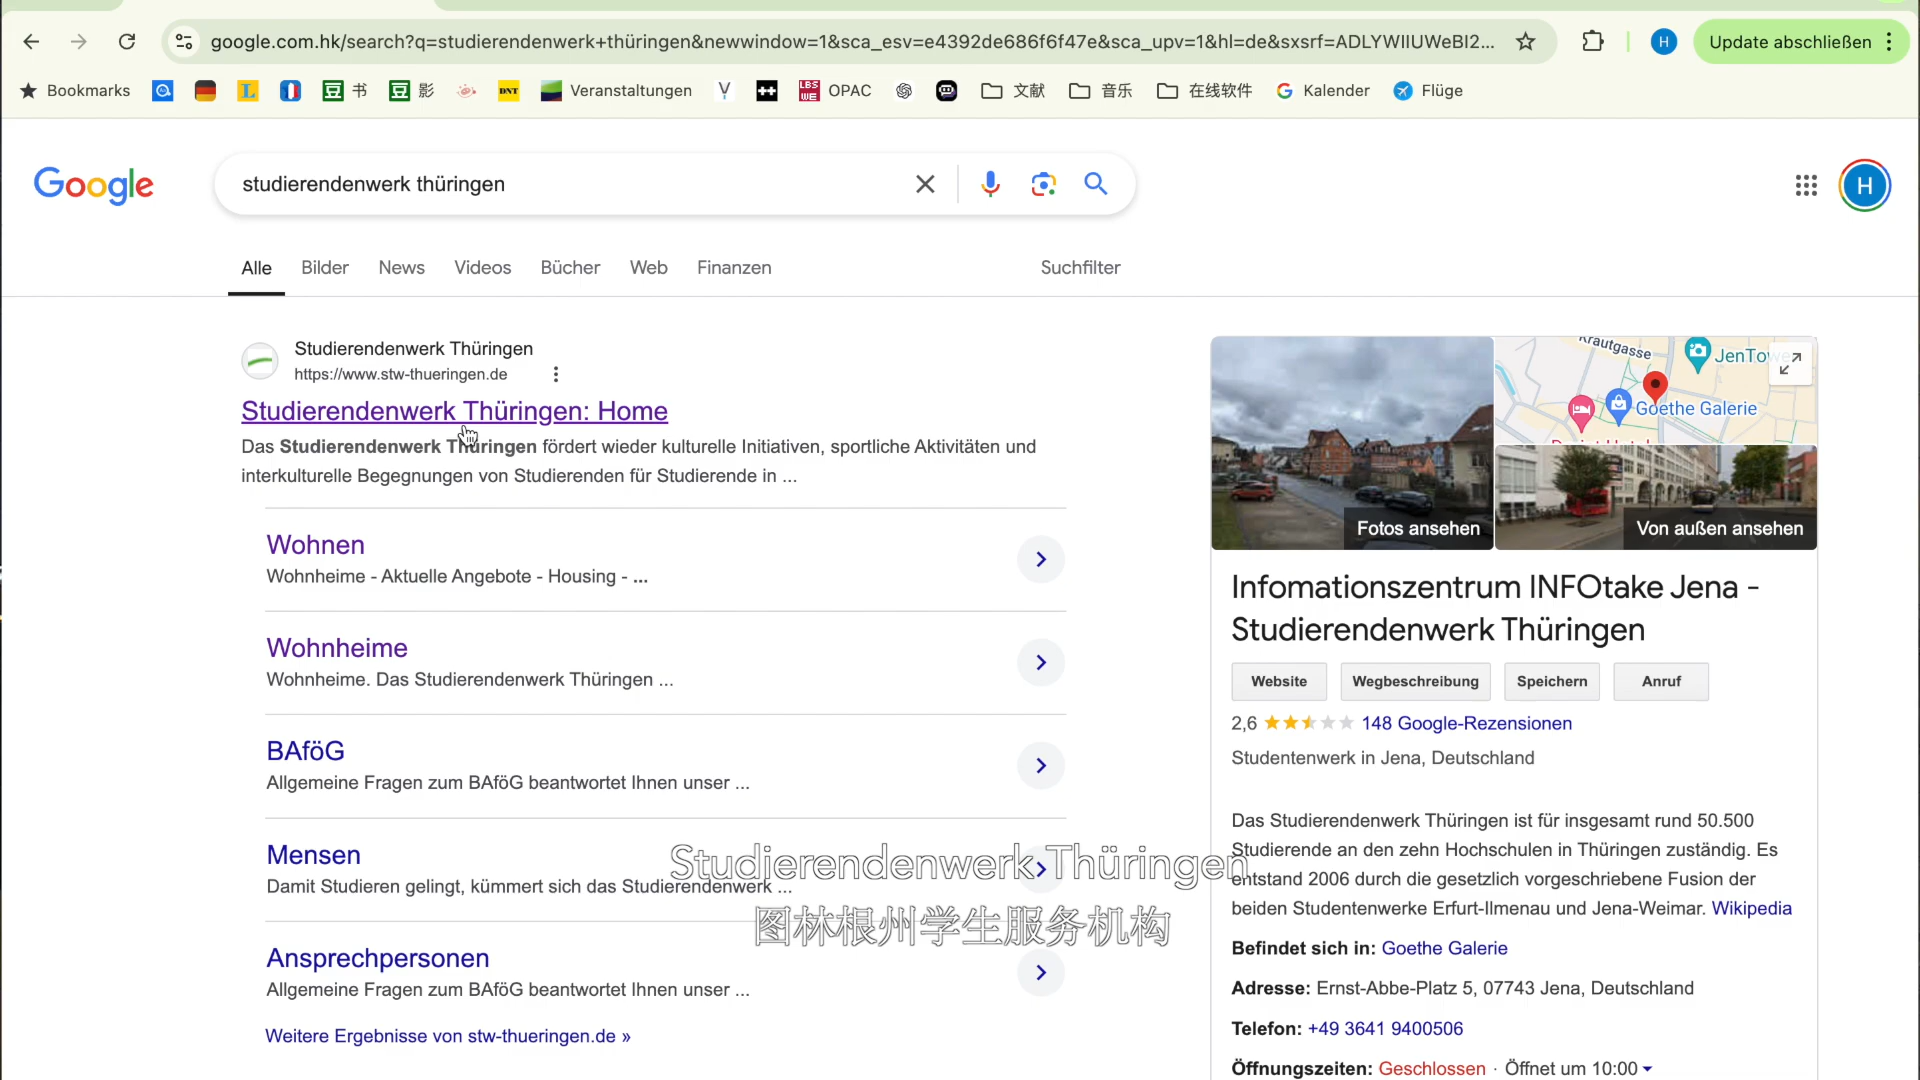 google.com.hk/search?q=studierendenwerk+thüringen&newwindow=1&sca_esv=e4392de686f6f47e&sca_upv=1&hl=de&sxsrf=ADLYWIIUWeBI2...
H
Update abschließen
Bookmarks
L
豆 书
豆 影
DNT
Veranstaltungen
LBS WE OPAC
文献
音乐
在线软件
Kalender
Flüge
Google
studierendenwerk thüringen
H
Alle Bilder News Videos Bücher Web Finanzen Suchfilter
Studierendenwerk Thüringen
https://www.stw-thueringen.de
Studierendenwerk Thüringen: Home
Das Studierendenwerk Thüringen fördert wieder kulturelle Initiativen, sportliche Aktivitäten und
interkulturelle Begegnungen von Studierenden für Studierende in ...
Wohnen
Wohnheime - Aktuelle Angebote - Housing - ...
Wohnheime
Wohnheime. Das Studierendenwerk Thüringen ...
BAföG
Allgemeine Fragen zum BAföG beantwortet Ihnen unser ...
Mensen
Damit Studieren gelingt, kümmert sich das Studierendenwerk ...
Ansprechpersonen
Allgemeine Fragen zum BAföG beantwortet Ihnen unser ...
Weitere Ergebnisse von stw-thueringen.de »
Studierendenwerk Thüringen
图林根州学生服务机构
Krautgasse
JenTowe
Goethe Galerie
Fotos ansehen
Von außen ansehen
Infomationszentrum INFOtake Jena -
Studierendenwerk Thüringen
Website Wegbeschreibung Speichern Anruf
2,6 148 Google-Rezensionen
Studentenwerk in Jena, Deutschland
Das Studierendenwerk Thüringen ist für insgesamt rund 50.500
Studierende an den zehn Hochschulen in Thüringen zuständig. Es
entstand 2006 durch die gesetzlich vorgeschriebene Fusion der
beiden Studentenwerke Erfurt-Ilmenau und Jena-Weimar. Wikipedia
Befindet sich in: Goethe Galerie
Adresse: Ernst-Abbe-Platz 5, 07743 Jena, Deutschland
Telefon: +49 3641 9400506
Öffnungszeiten: Geschlossen · Öffnet um 10:00